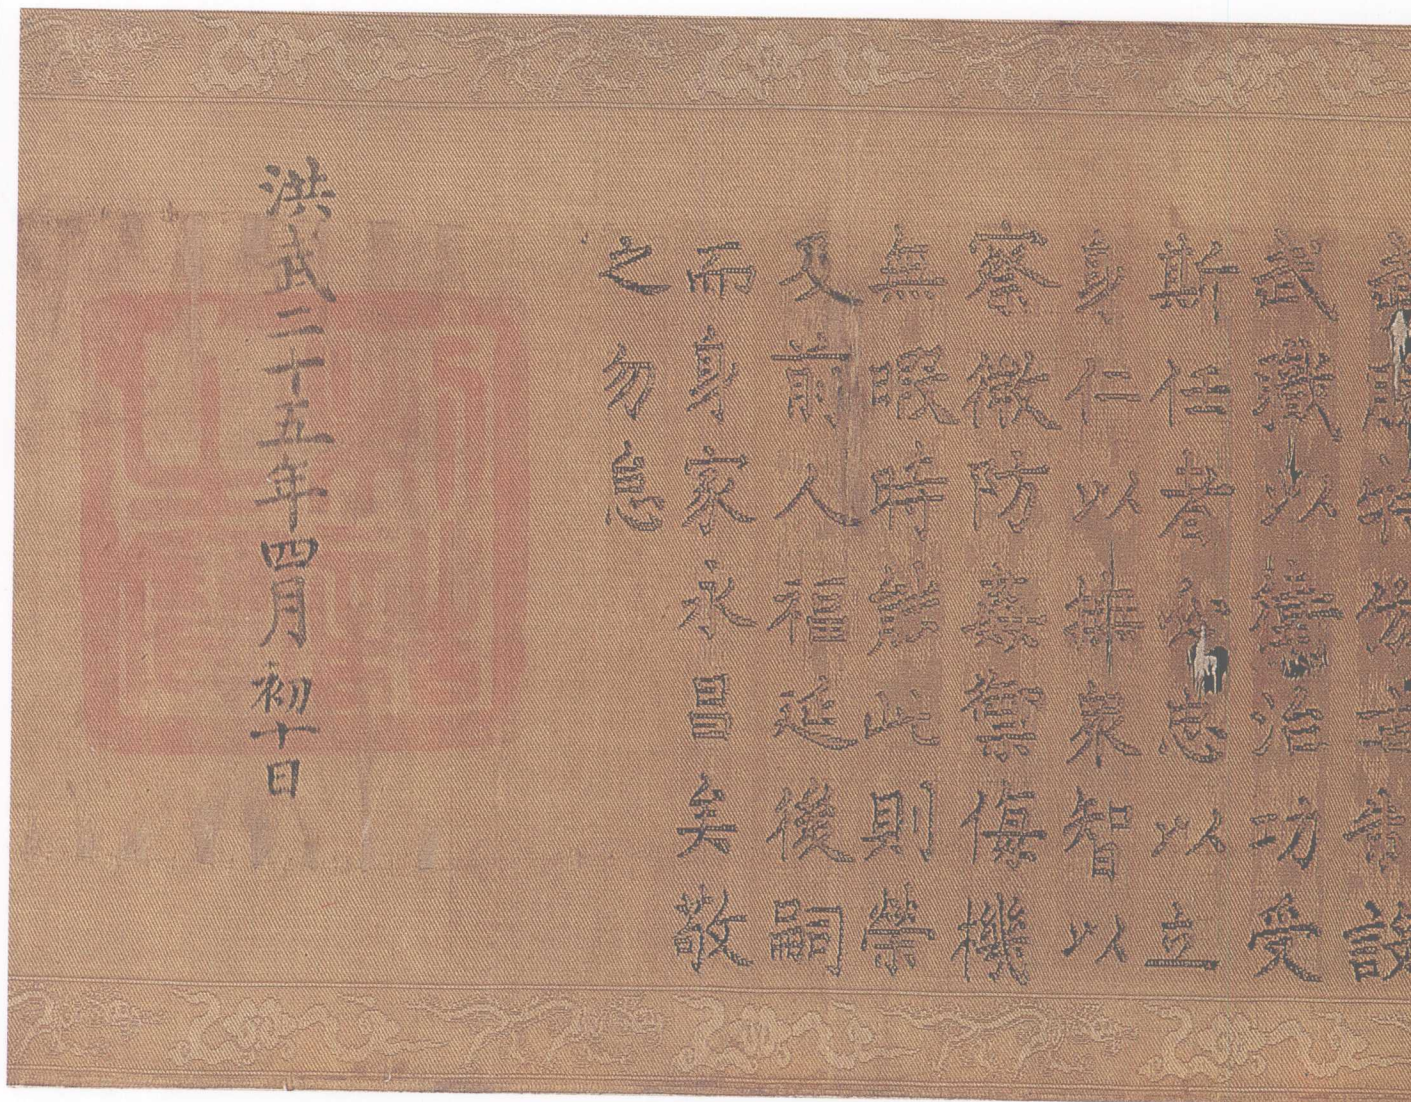 特設
武職以衛治功受
斯任者必忠以立
身仁以撫衆智以
察微防姦禦侮機
無暇時能此則榮
及前人福延後嗣
而身家永昌矣敬
之勿怠
洪武二十五年四月初十日